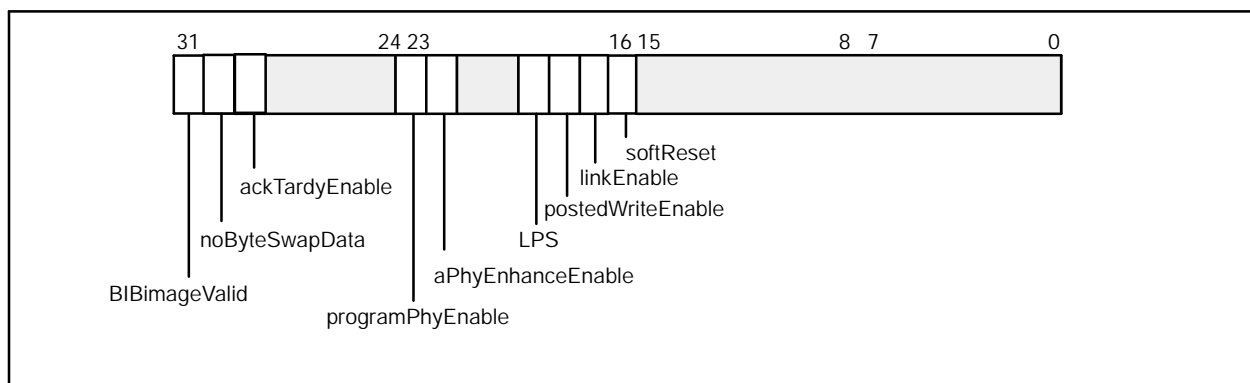 31 24 23 16 15 8 7 0
softReset
linkEnable
ackTardyEnable
postedWriteEnable
noByteSwapData
LPS
aPhyEnhanceEnable
BIBimageValid
programPhyEnable